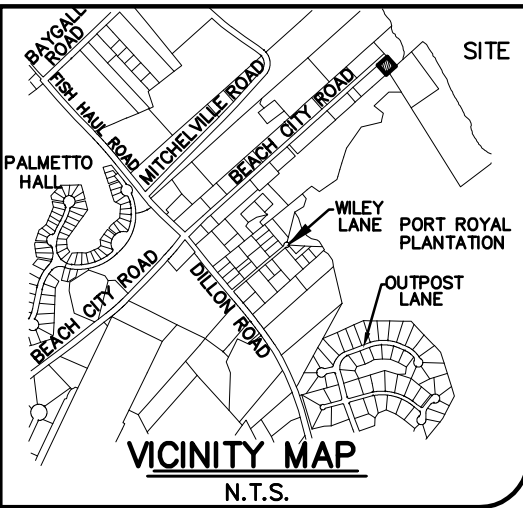 BAYGALL
ROAD
SITE
FISH HAUL ROAD
MITCHELVILLE ROAD
BEACH CITY ROAD
PALMETTO
HALL
WILEY
LANE
PORT ROYAL
PLANTATION
BEACH CITY ROAD
DILLON ROAD
OUTPOST
LANE
VICINITY MAP
N.T.S.